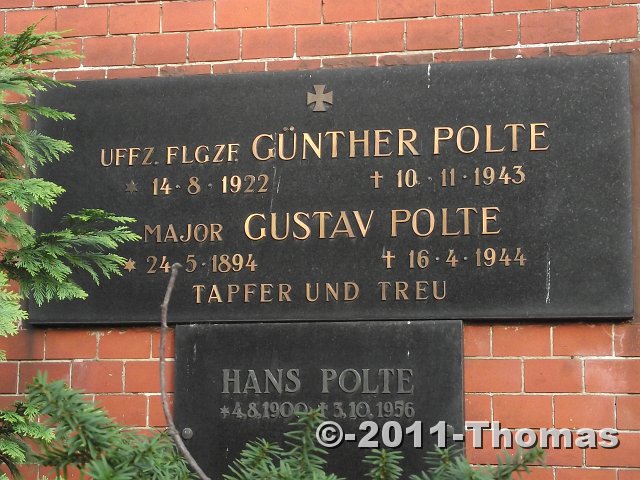 UFFZ. FLGZF. GÜNTHER POLTE
* 14 · 8 · 1922 † 10 · 11 · 1943
MAJOR GUSTAV POLTE
* 24 · 5 · 1894 † 16 · 4 · 1944
TAPFER UND TREU
HANS POLTE
* 4.8.1900 † 3.10.1956
©-2011-Thomas